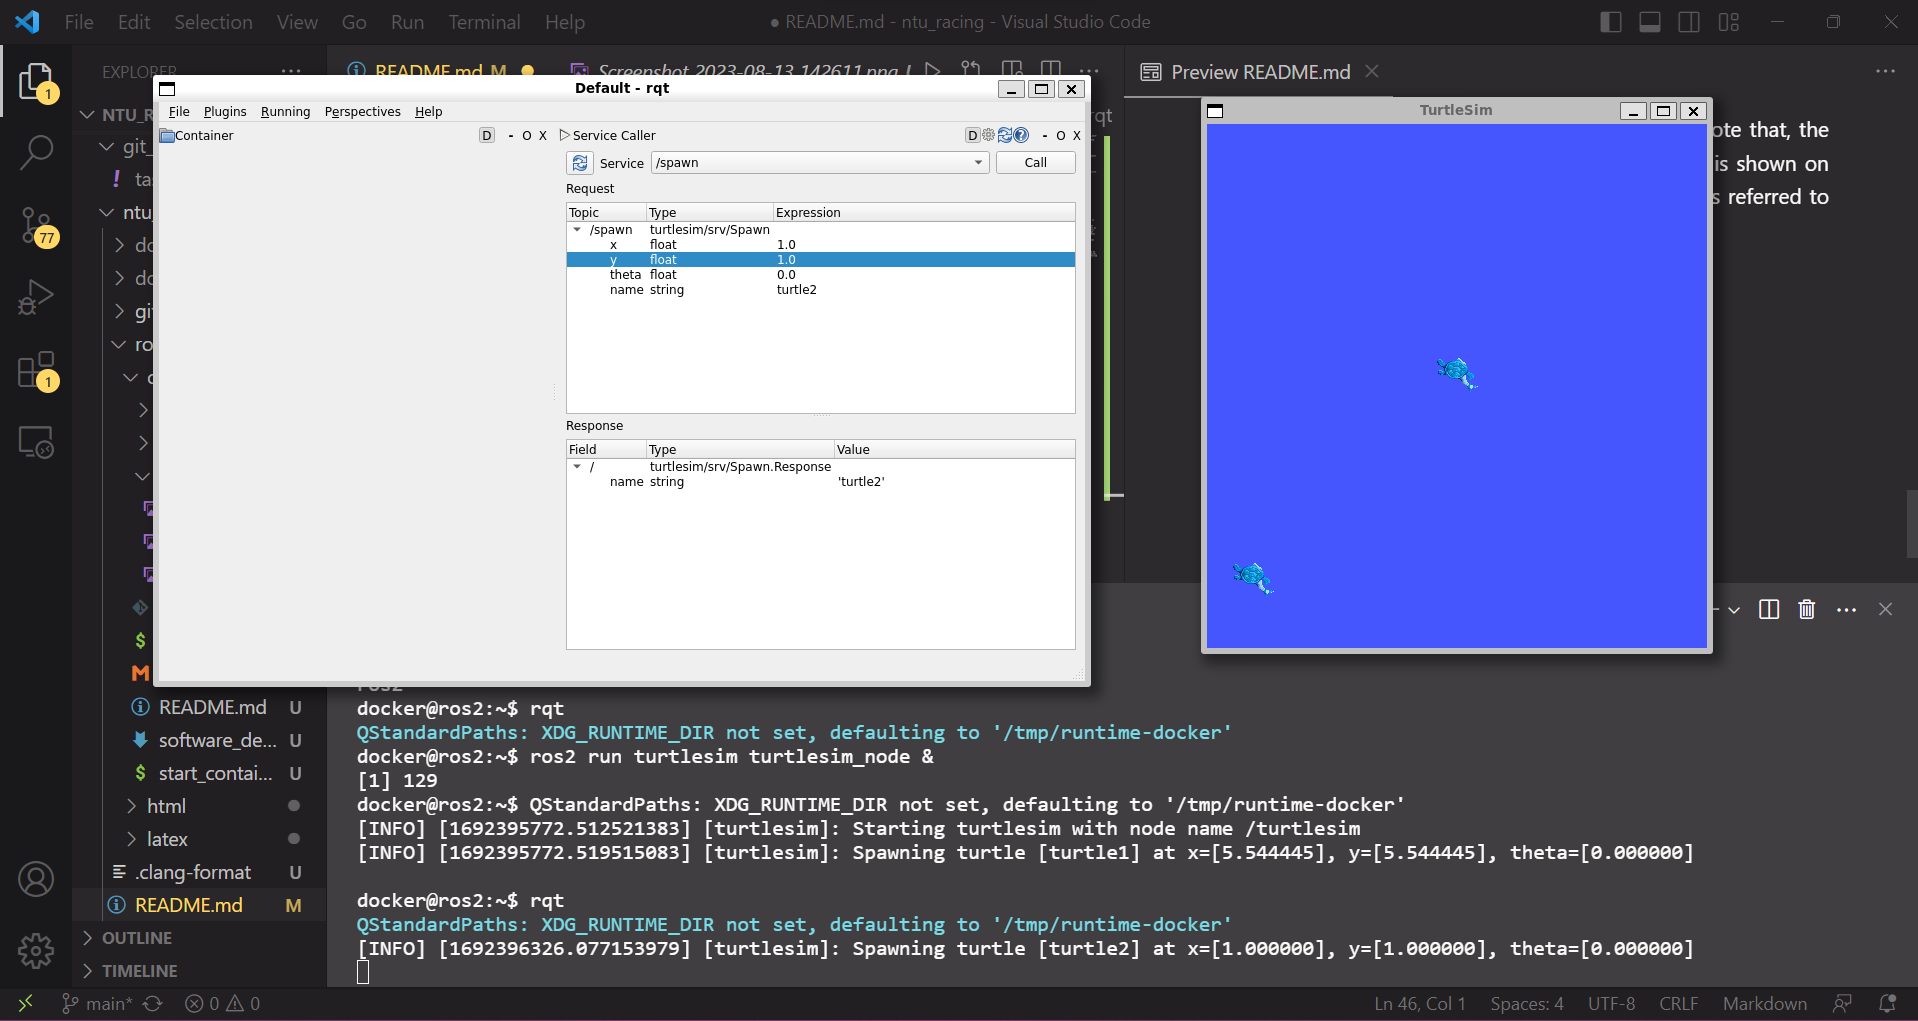 File Edit Selection View Go Run Terminal Help
● README.md - ntu_racing - Visual Studio Code
1
77
1
EXPLORER
NTU_R
git_
! ta
ntu_
do
do
git
ro
c
$
M
README.md U
software_de... U
$ start_contai... U
html
latex
.clang-format U
README.md M
OUTLINE
TIMELINE
README.md M
Screenshot 2023-08-13 142611.png U
Preview README.md
rqt
ote that, the
is shown on
s referred to
Default - rqt
File Plugins Running Perspectives Help
Container D - O X
Service Caller D - O X
Service /spawn Call
Request
Topic Type Expression
/spawn turtlesim/srv/Spawn
x float 1.0
y float 1.0
theta float 0.0
name string turtle2
Response
Field Type Value
/ turtlesim/srv/Spawn.Response
name string 'turtle2'
TurtleSim
ros2
docker@ros2:~$ rqt
QStandardPaths: XDG_RUNTIME_DIR not set, defaulting to '/tmp/runtime-docker'
docker@ros2:~$ ros2 run turtlesim turtlesim_node &
[1] 129
docker@ros2:~$ QStandardPaths: XDG_RUNTIME_DIR not set, defaulting to '/tmp/runtime-docker'
[INFO] [1692395772.512521383] [turtlesim]: Starting turtlesim with node name /turtlesim
[INFO] [1692395772.519515083] [turtlesim]: Spawning turtle [turtle1] at x=[5.544445], y=[5.544445], theta=[0.000000]
docker@ros2:~$ rqt
QStandardPaths: XDG_RUNTIME_DIR not set, defaulting to '/tmp/runtime-docker'
[INFO] [1692396326.077153979] [turtlesim]: Spawning turtle [turtle2] at x=[1.000000], y=[1.000000], theta=[0.000000]
main* 0 0
Ln 46, Col 1 Spaces: 4 UTF-8 CRLF Markdown